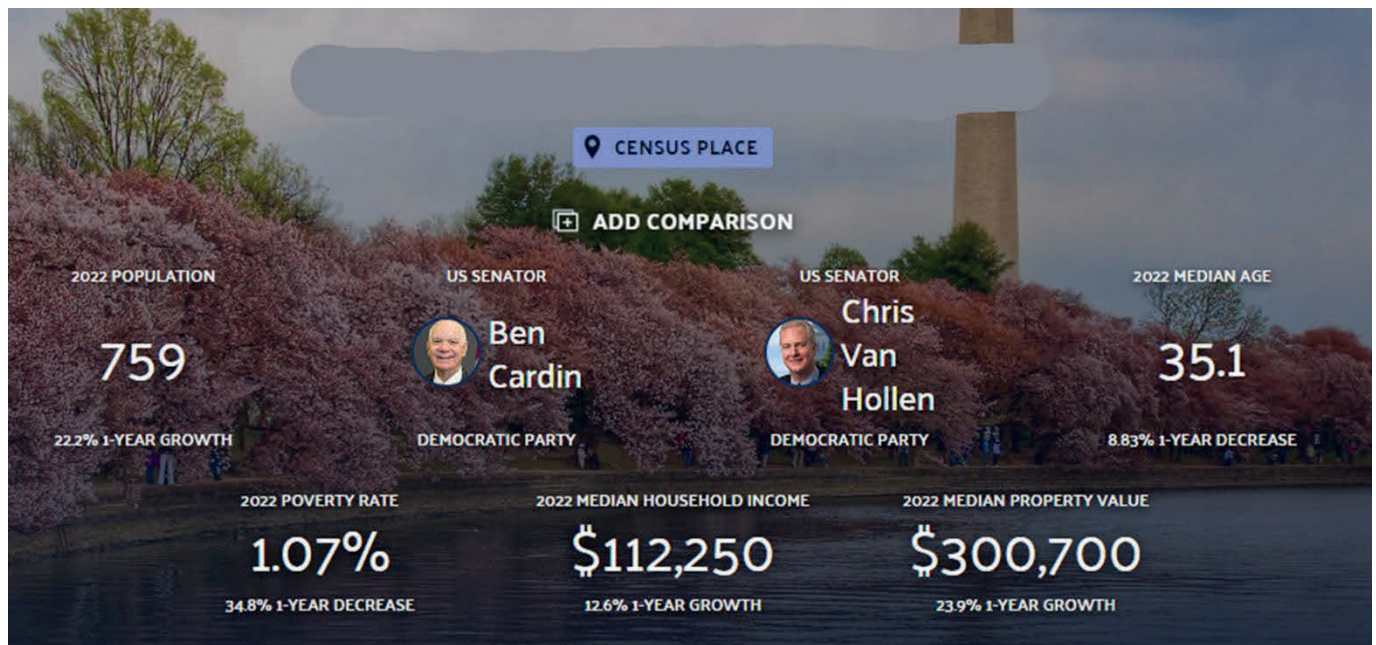 CENSUS PLACE
ADD COMPARISON
2022 POPULATION
759
22.2% 1-YEAR GROWTH
US SENATOR
Ben
Cardin
DEMOCRATIC PARTY
US SENATOR
Chris
Van
Hollen
DEMOCRATIC PARTY
2022 MEDIAN AGE
35.1
8.83% 1-YEAR DECREASE
2022 POVERTY RATE
1.07%
34.8% 1-YEAR DECREASE
2022 MEDIAN HOUSEHOLD INCOME
$112,250
12.6% 1-YEAR GROWTH
2022 MEDIAN PROPERTY VALUE
$300,700
23.9% 1-YEAR GROWTH